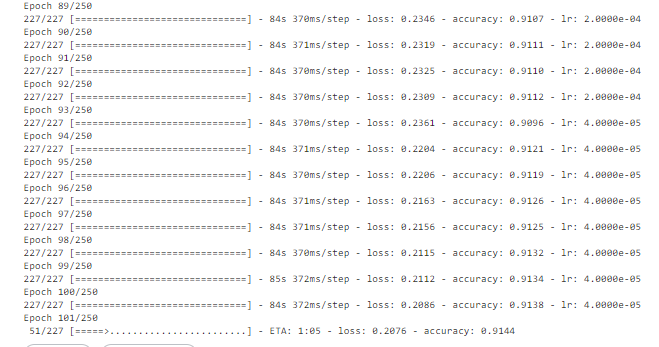 Epoch 89/250
227/227 [==============================] - 84s 370ms/step - loss: 0.2346 - accuracy: 0.9107 - lr: 2.0000e-04
Epoch 90/250
227/227 [==============================] - 84s 371ms/step - loss: 0.2319 - accuracy: 0.9111 - lr: 2.0000e-04
Epoch 91/250
227/227 [==============================] - 84s 370ms/step - loss: 0.2325 - accuracy: 0.9110 - lr: 2.0000e-04
Epoch 92/250
227/227 [==============================] - 84s 370ms/step - loss: 0.2309 - accuracy: 0.9112 - lr: 2.0000e-04
Epoch 93/250
227/227 [==============================] - 84s 370ms/step - loss: 0.2361 - accuracy: 0.9096 - lr: 4.0000e-05
Epoch 94/250
227/227 [==============================] - 84s 371ms/step - loss: 0.2204 - accuracy: 0.9121 - lr: 4.0000e-05
Epoch 95/250
227/227 [==============================] - 84s 370ms/step - loss: 0.2206 - accuracy: 0.9119 - lr: 4.0000e-05
Epoch 96/250
227/227 [==============================] - 84s 371ms/step - loss: 0.2163 - accuracy: 0.9126 - lr: 4.0000e-05
Epoch 97/250
227/227 [==============================] - 84s 371ms/step - loss: 0.2156 - accuracy: 0.9125 - lr: 4.0000e-05
Epoch 98/250
227/227 [==============================] - 84s 370ms/step - loss: 0.2115 - accuracy: 0.9132 - lr: 4.0000e-05
Epoch 99/250
227/227 [==============================] - 85s 372ms/step - loss: 0.2112 - accuracy: 0.9134 - lr: 4.0000e-05
Epoch 100/250
227/227 [==============================] - 84s 372ms/step - loss: 0.2086 - accuracy: 0.9138 - lr: 4.0000e-05
Epoch 101/250
51/227 [=====>........................] - ETA: 1:05 - loss: 0.2076 - accuracy: 0.9144